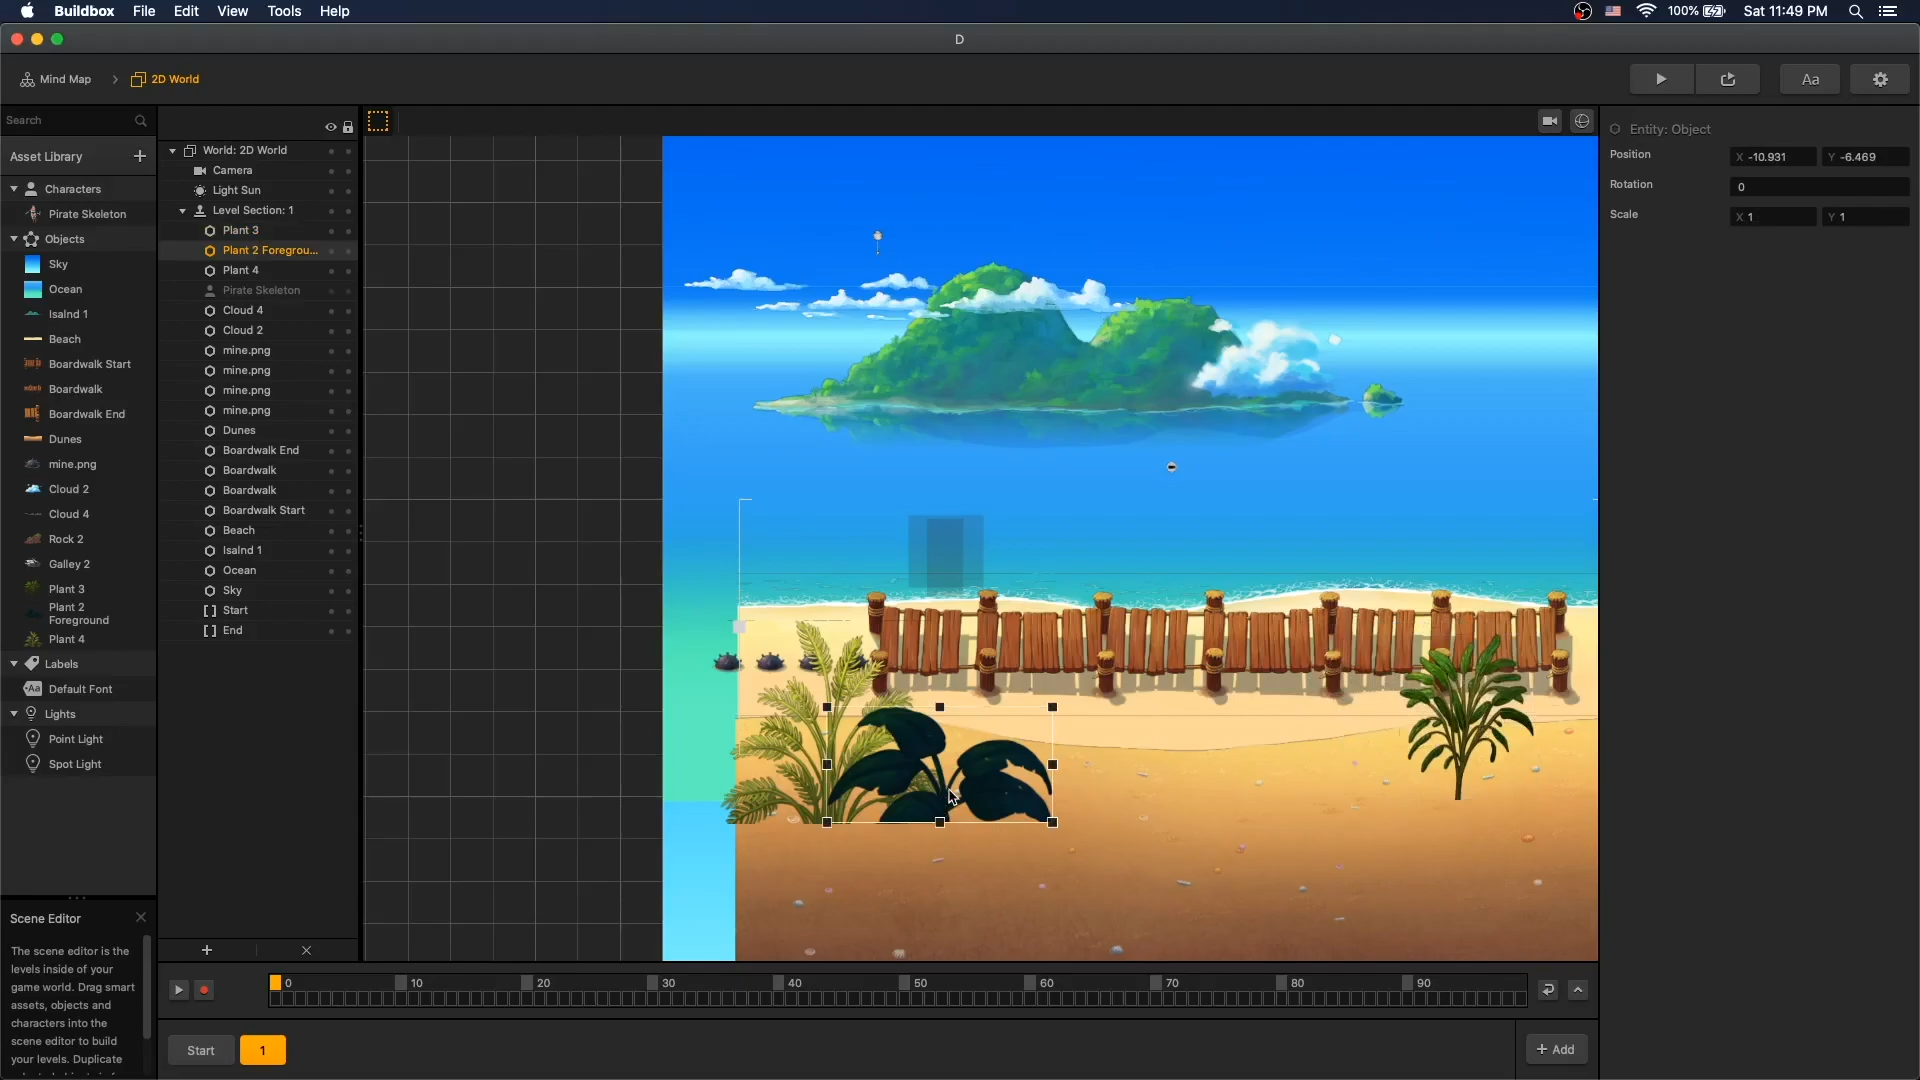 Buildbox File Edit View Tools Help
100% Sat 11:49 PM
D
Mind Map 2D World
Aa
Search
Asset Library
Characters
Pirate Skeleton
Objects
Sky
Ocean
Isalnd 1
Beach
Boardwalk Start
Boardwalk
Boardwalk End
Dunes
mine.png
Cloud 2
Cloud 4
Rock 2
Galley 2
Plant 3
Plant 2
Foreground
Plant 4
Labels
Aa Default Font
Lights
Point Light
Spot Light
Scene Editor
The scene editor is the
levels inside of your
game world. Drag smart
assets, objects and
characters into the
scene editor to build
your levels. Duplicate
World: 2D World
Camera
Light Sun
Level Section: 1
Plant 3
Plant 2 Foregrou...
Plant 4
Pirate Skeleton
Cloud 4
Cloud 2
mine.png
mine.png
mine.png
mine.png
Dunes
Boardwalk End
Boardwalk
Boardwalk
Boardwalk Start
Beach
Isalnd 1
Ocean
Sky
[ ] Start
[ ] End
Entity: Object
Position X -10.931 Y -6.469
Rotation 0
Scale X 1 Y 1
0 10 20 30 40 50 60 70 80 90
Start 1
+ Add